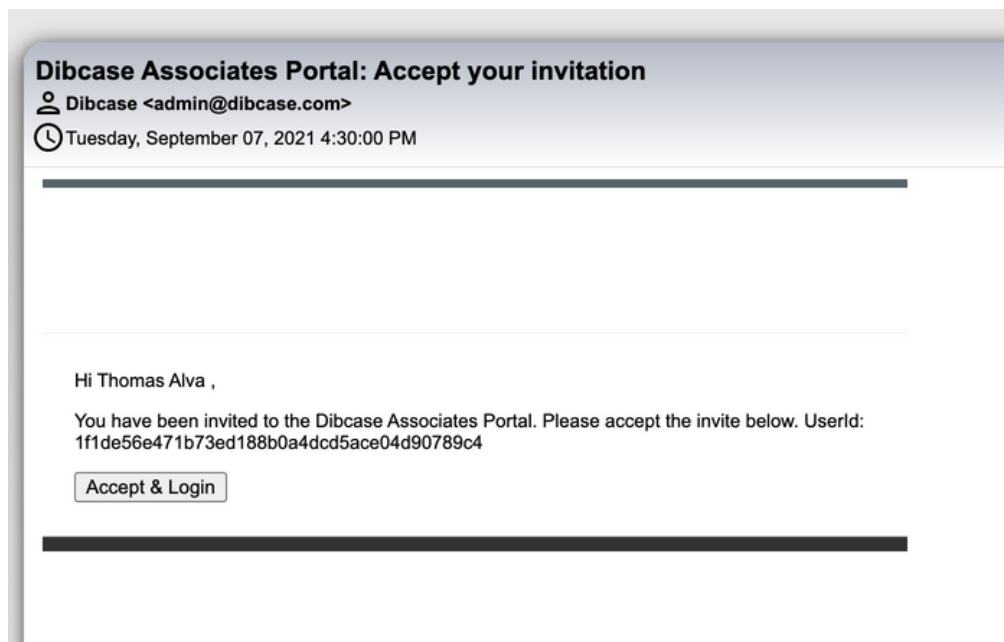 Dibcase Associates Portal: Accept your invitation
Dibcase <admin@dibcase.com>
Tuesday, September 07, 2021 4:30:00 PM
Hi Thomas Alva ,
You have been invited to the Dibcase Associates Portal. Please accept the invite below. UserId:
1f1de56e471b73ed188b0a4dcd5ace04d90789c4
Accept & Login